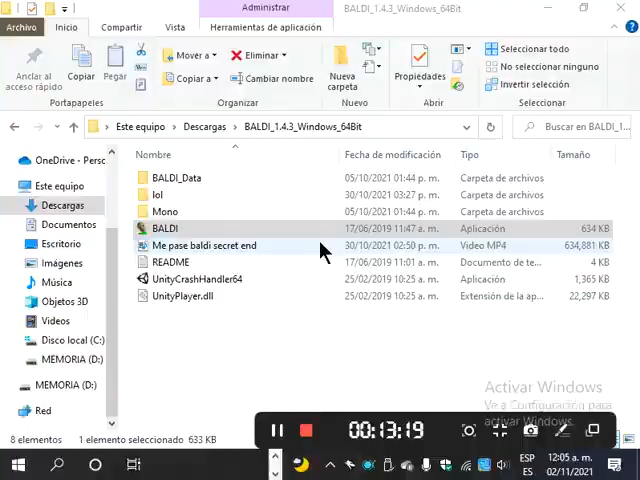 Administrar
BALDI_1.4.3_Windows_64Bit
Archivo
Inicio
Compartir
Vista
Herramientas de aplicación
Anclar al acceso rápido
Copiar
Pegar
Mover a
Copiar a
Eliminar
Cambiar nombre
Nueva carpeta
Propiedades
Seleccionar todo
No seleccionar ninguno
Invertir selección
Portapapeles
Organizar
Nuevo
Abrir
Seleccionar
Este equipo > Descargas > BALDI_1.4.3_Windows_64Bit
Buscar en BALDI_1...
Nombre
Fecha de modificación
Tipo
Tamaño
OneDrive - Persc
Este equipo
Descargas
Documentos
Escritorio
Imágenes
Música
Objetos 3D
Videos
Disco local (C:)
MEMORIA (D:)
MEMORIA (D:)
Red
BALDI_Data 05/10/2021 01:44 p. m. Carpeta de archivos
lol 30/10/2021 03:27 p. m. Carpeta de archivos
Mono 05/10/2021 01:44 p. m. Carpeta de archivos
BALDI 17/06/2019 11:47 a. m. Aplicación 634 KB
Me pase baldi secret end 30/10/2021 02:50 p. m. Video MP4 634,881 KB
README 17/06/2019 11:01 a. m. Documento de te... 4 KB
UnityCrashHandler64 25/02/2019 10:25 a. m. Aplicación 1,365 KB
UnityPlayer.dll 25/02/2019 10:25 a. m. Extensión de la ap... 22,297 KB
Activar Windows
Ve a Configuración para
activar Windows.
8 elementos
1 elemento seleccionado 633 KB
00:13:19
ESP
ES
12:05 a. m.
02/11/2021